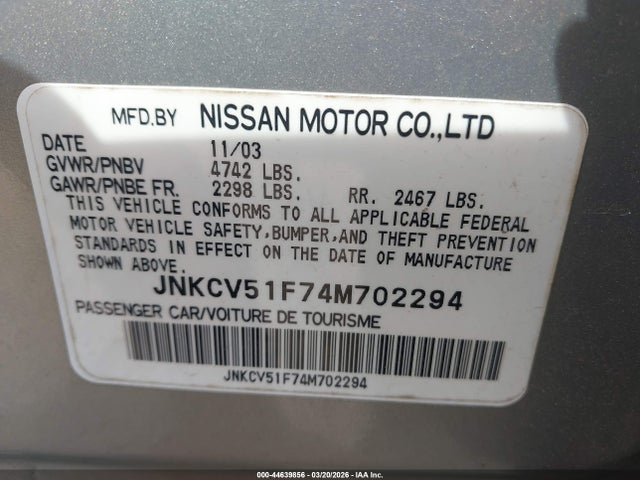 MFD.BY NISSAN MOTOR CO.,LTD
DATE 11/03
GVWR/PNBV 4742 LBS.
GAWR/PNBE FR. 2298 LBS. RR. 2467 LBS.
THIS VEHICLE CONFORMS TO ALL APPLICABLE FEDERAL
MOTOR VEHICLE SAFETY,BUMPER,AND THEFT PREVENTION
STANDARDS IN EFFECT ON THE DATE OF MANUFACTURE
SHOWN ABOVE.
JNKCV51F74M702294
PASSENGER CAR/VOITURE DE TOURISME
JNKCV51F74M702294
000-44639856 | 03/20/2026 | IAA Inc.